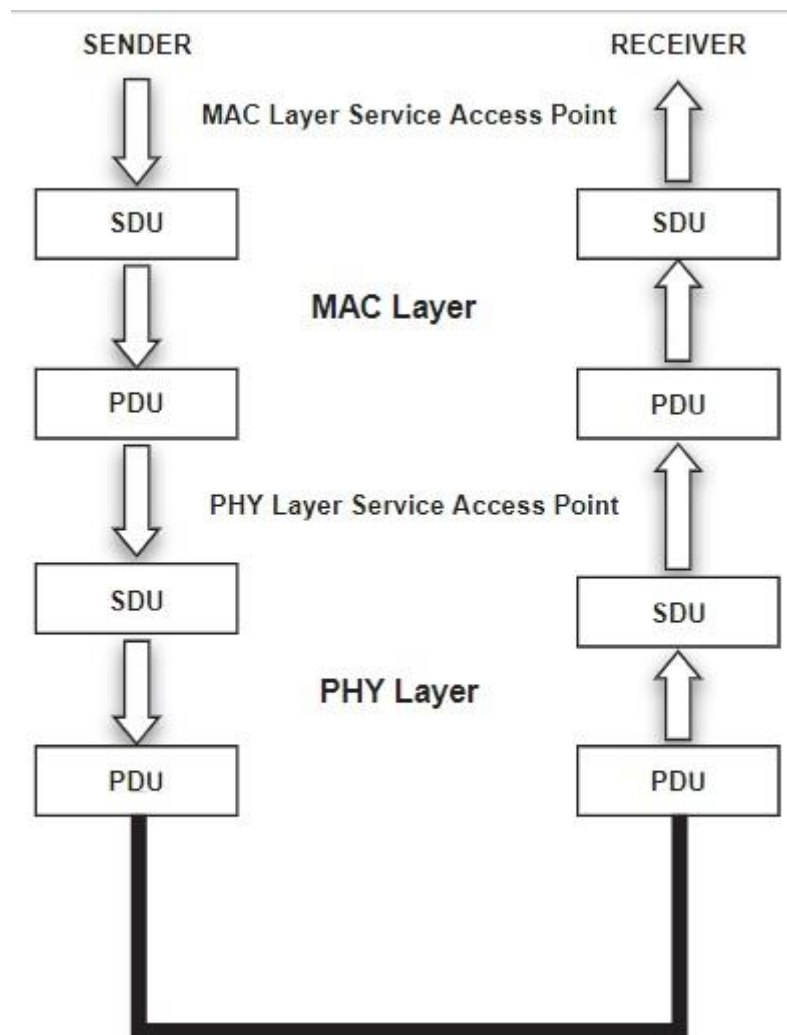 SENDER
RECEIVER
MAC Layer Service Access Point
SDU
SDU
MAC Layer
PDU
PDU
PHY Layer Service Access Point
SDU
SDU
PHY Layer
PDU
PDU